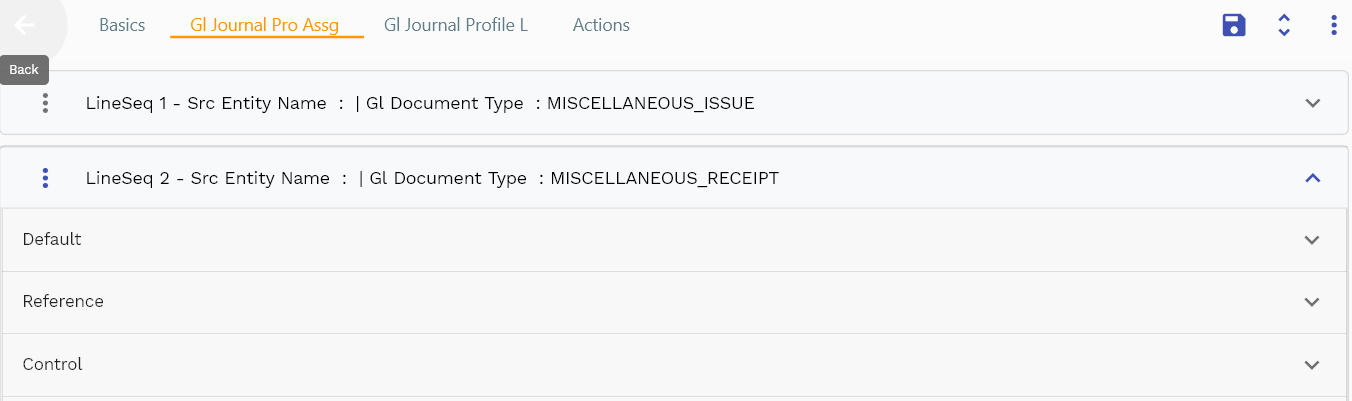 Basics Gl Journal Pro Assg Gl Journal Profile L Actions
Back
LineSeq 1 - Src Entity Name : | Gl Document Type : MISCELLANEOUS_ISSUE
LineSeq 2 - Src Entity Name : | Gl Document Type : MISCELLANEOUS_RECEIPT
Default
Reference
Control